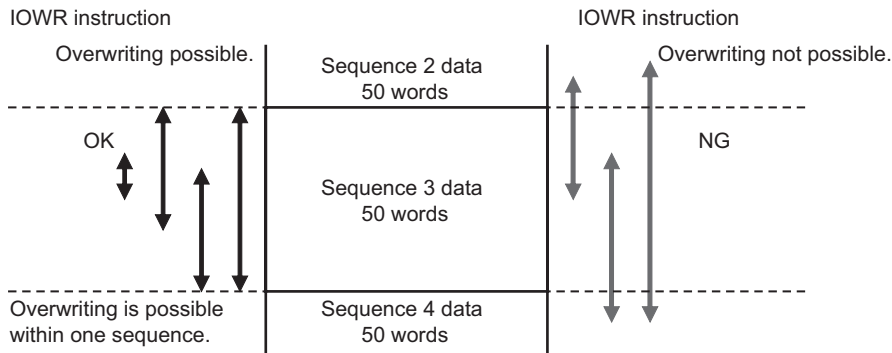 IOWR instruction
Overwriting possible.
OK
Overwriting is possible
within one sequence.
Sequence 2 data
50 words
Sequence 3 data
50 words
Sequence 4 data
50 words
IOWR instruction
Overwriting not possible.
NG